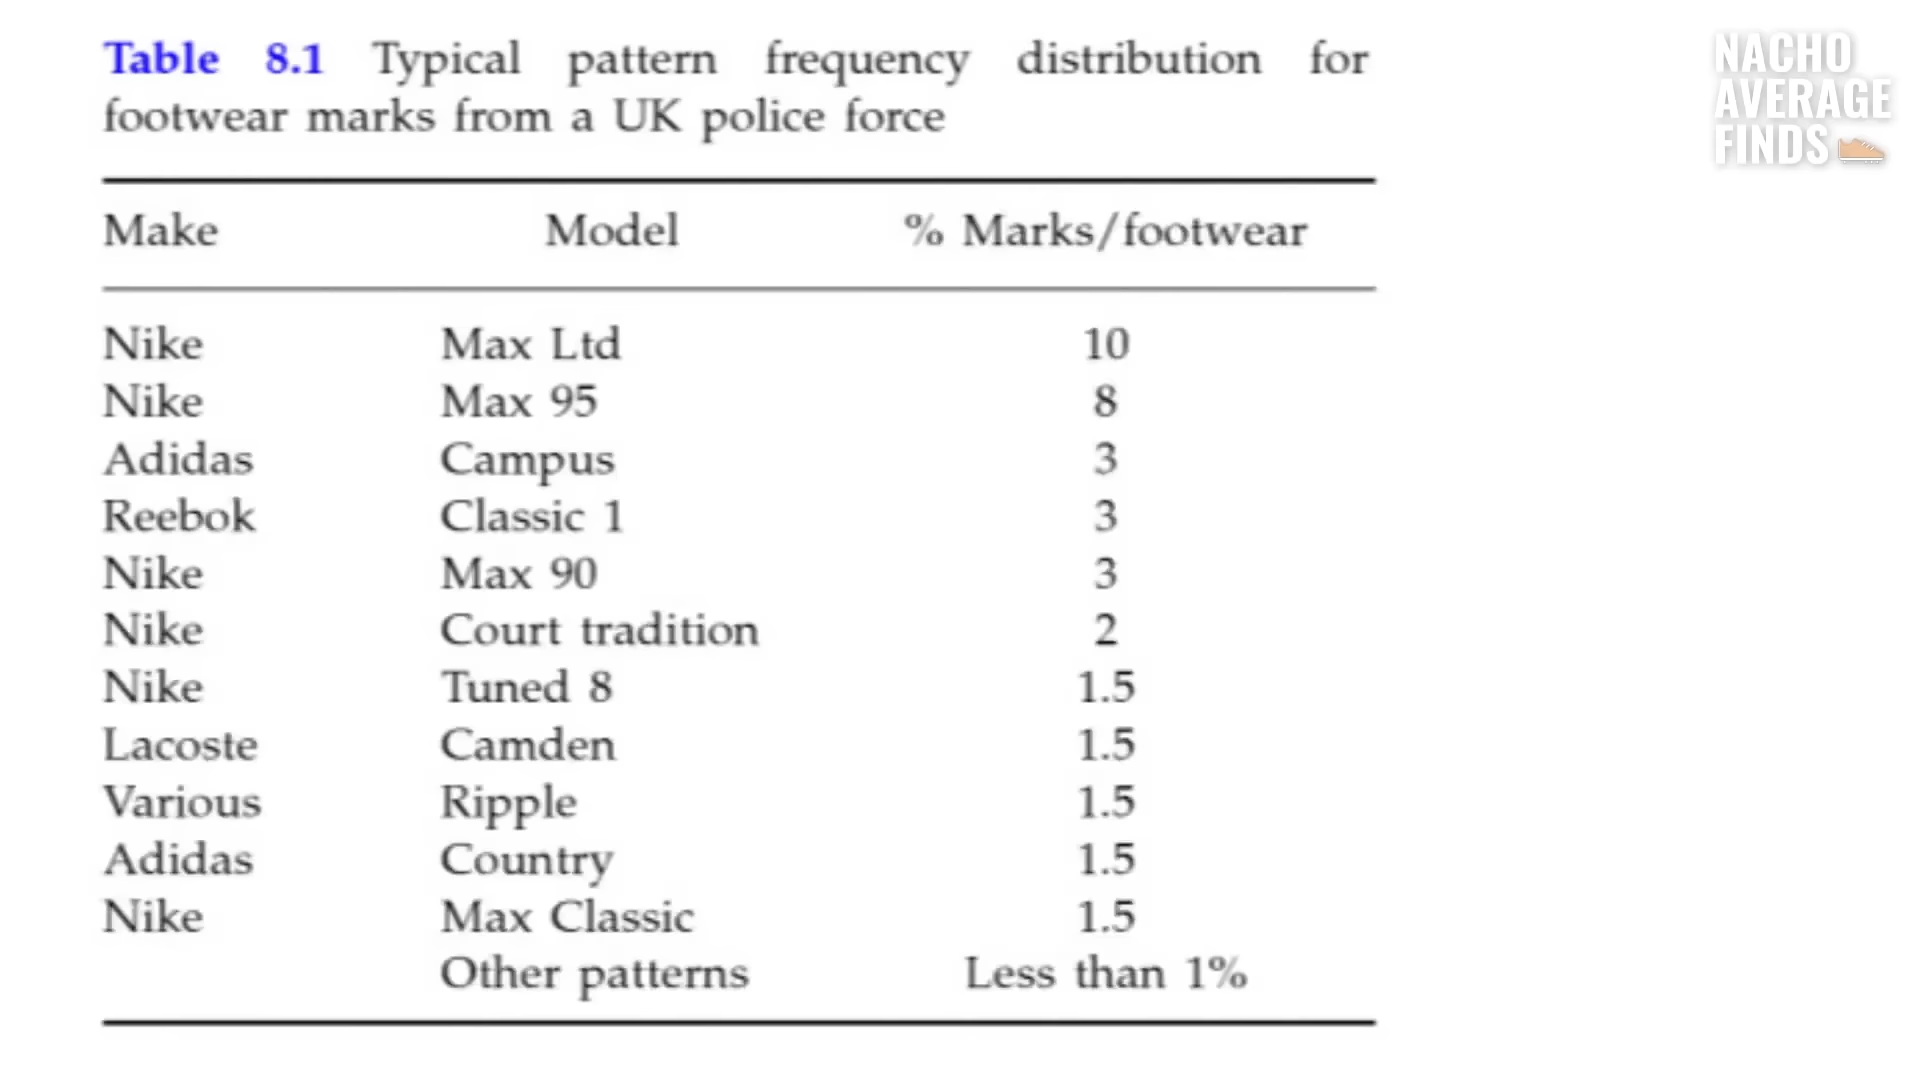 Table 8.1 Typical pattern frequency distribution for
footwear marks from a UK police force
Make Model % Marks/footwear
Nike Max Ltd 10
Nike Max 95 8
Adidas Campus 3
Reebok Classic 1 3
Nike Max 90 3
Nike Court tradition 2
Nike Tuned 8 1.5
Lacoste Camden 1.5
Various Ripple 1.5
Adidas Country 1.5
Nike Max Classic 1.5
Other patterns Less than 1%
NACHO
AVERAGE
FINDS